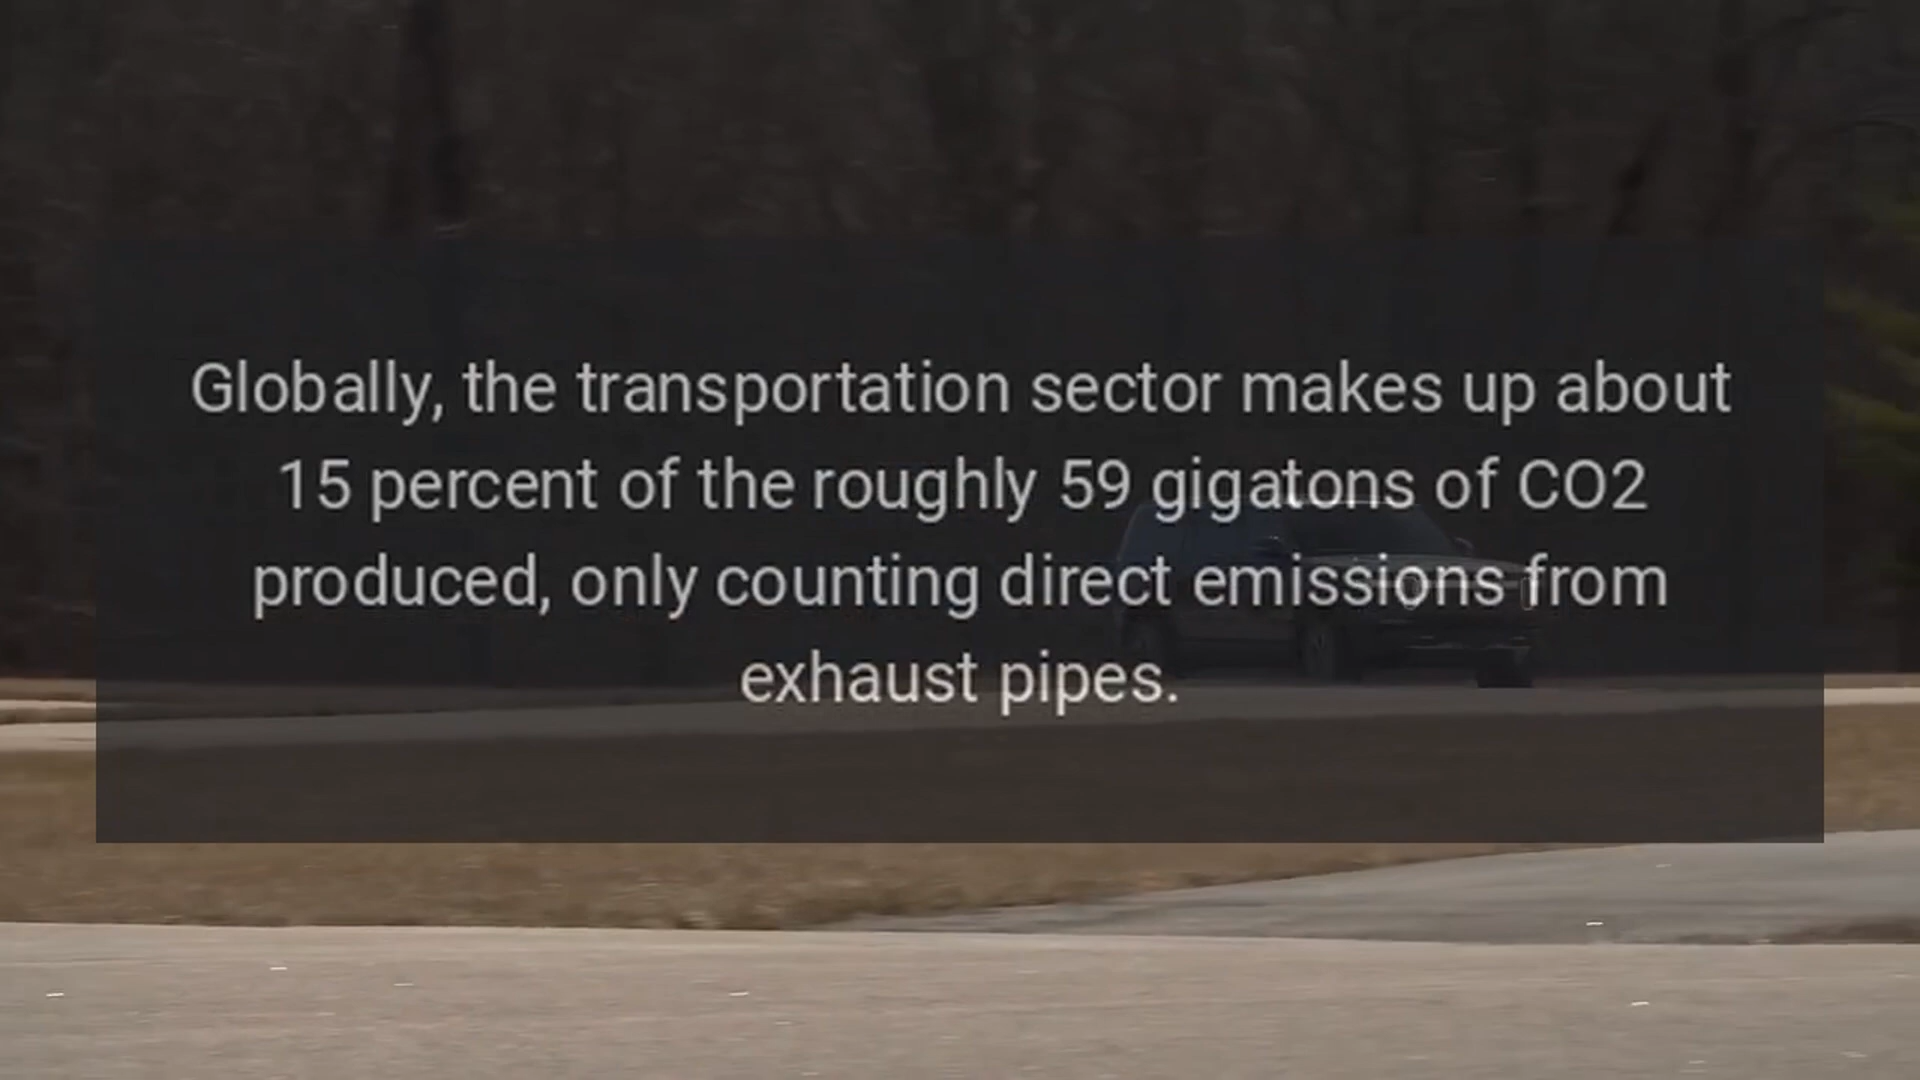 Globally, the transportation sector makes up about
15 percent of the roughly 59 gigatons of CO2
produced, only counting direct emissions from
exhaust pipes.